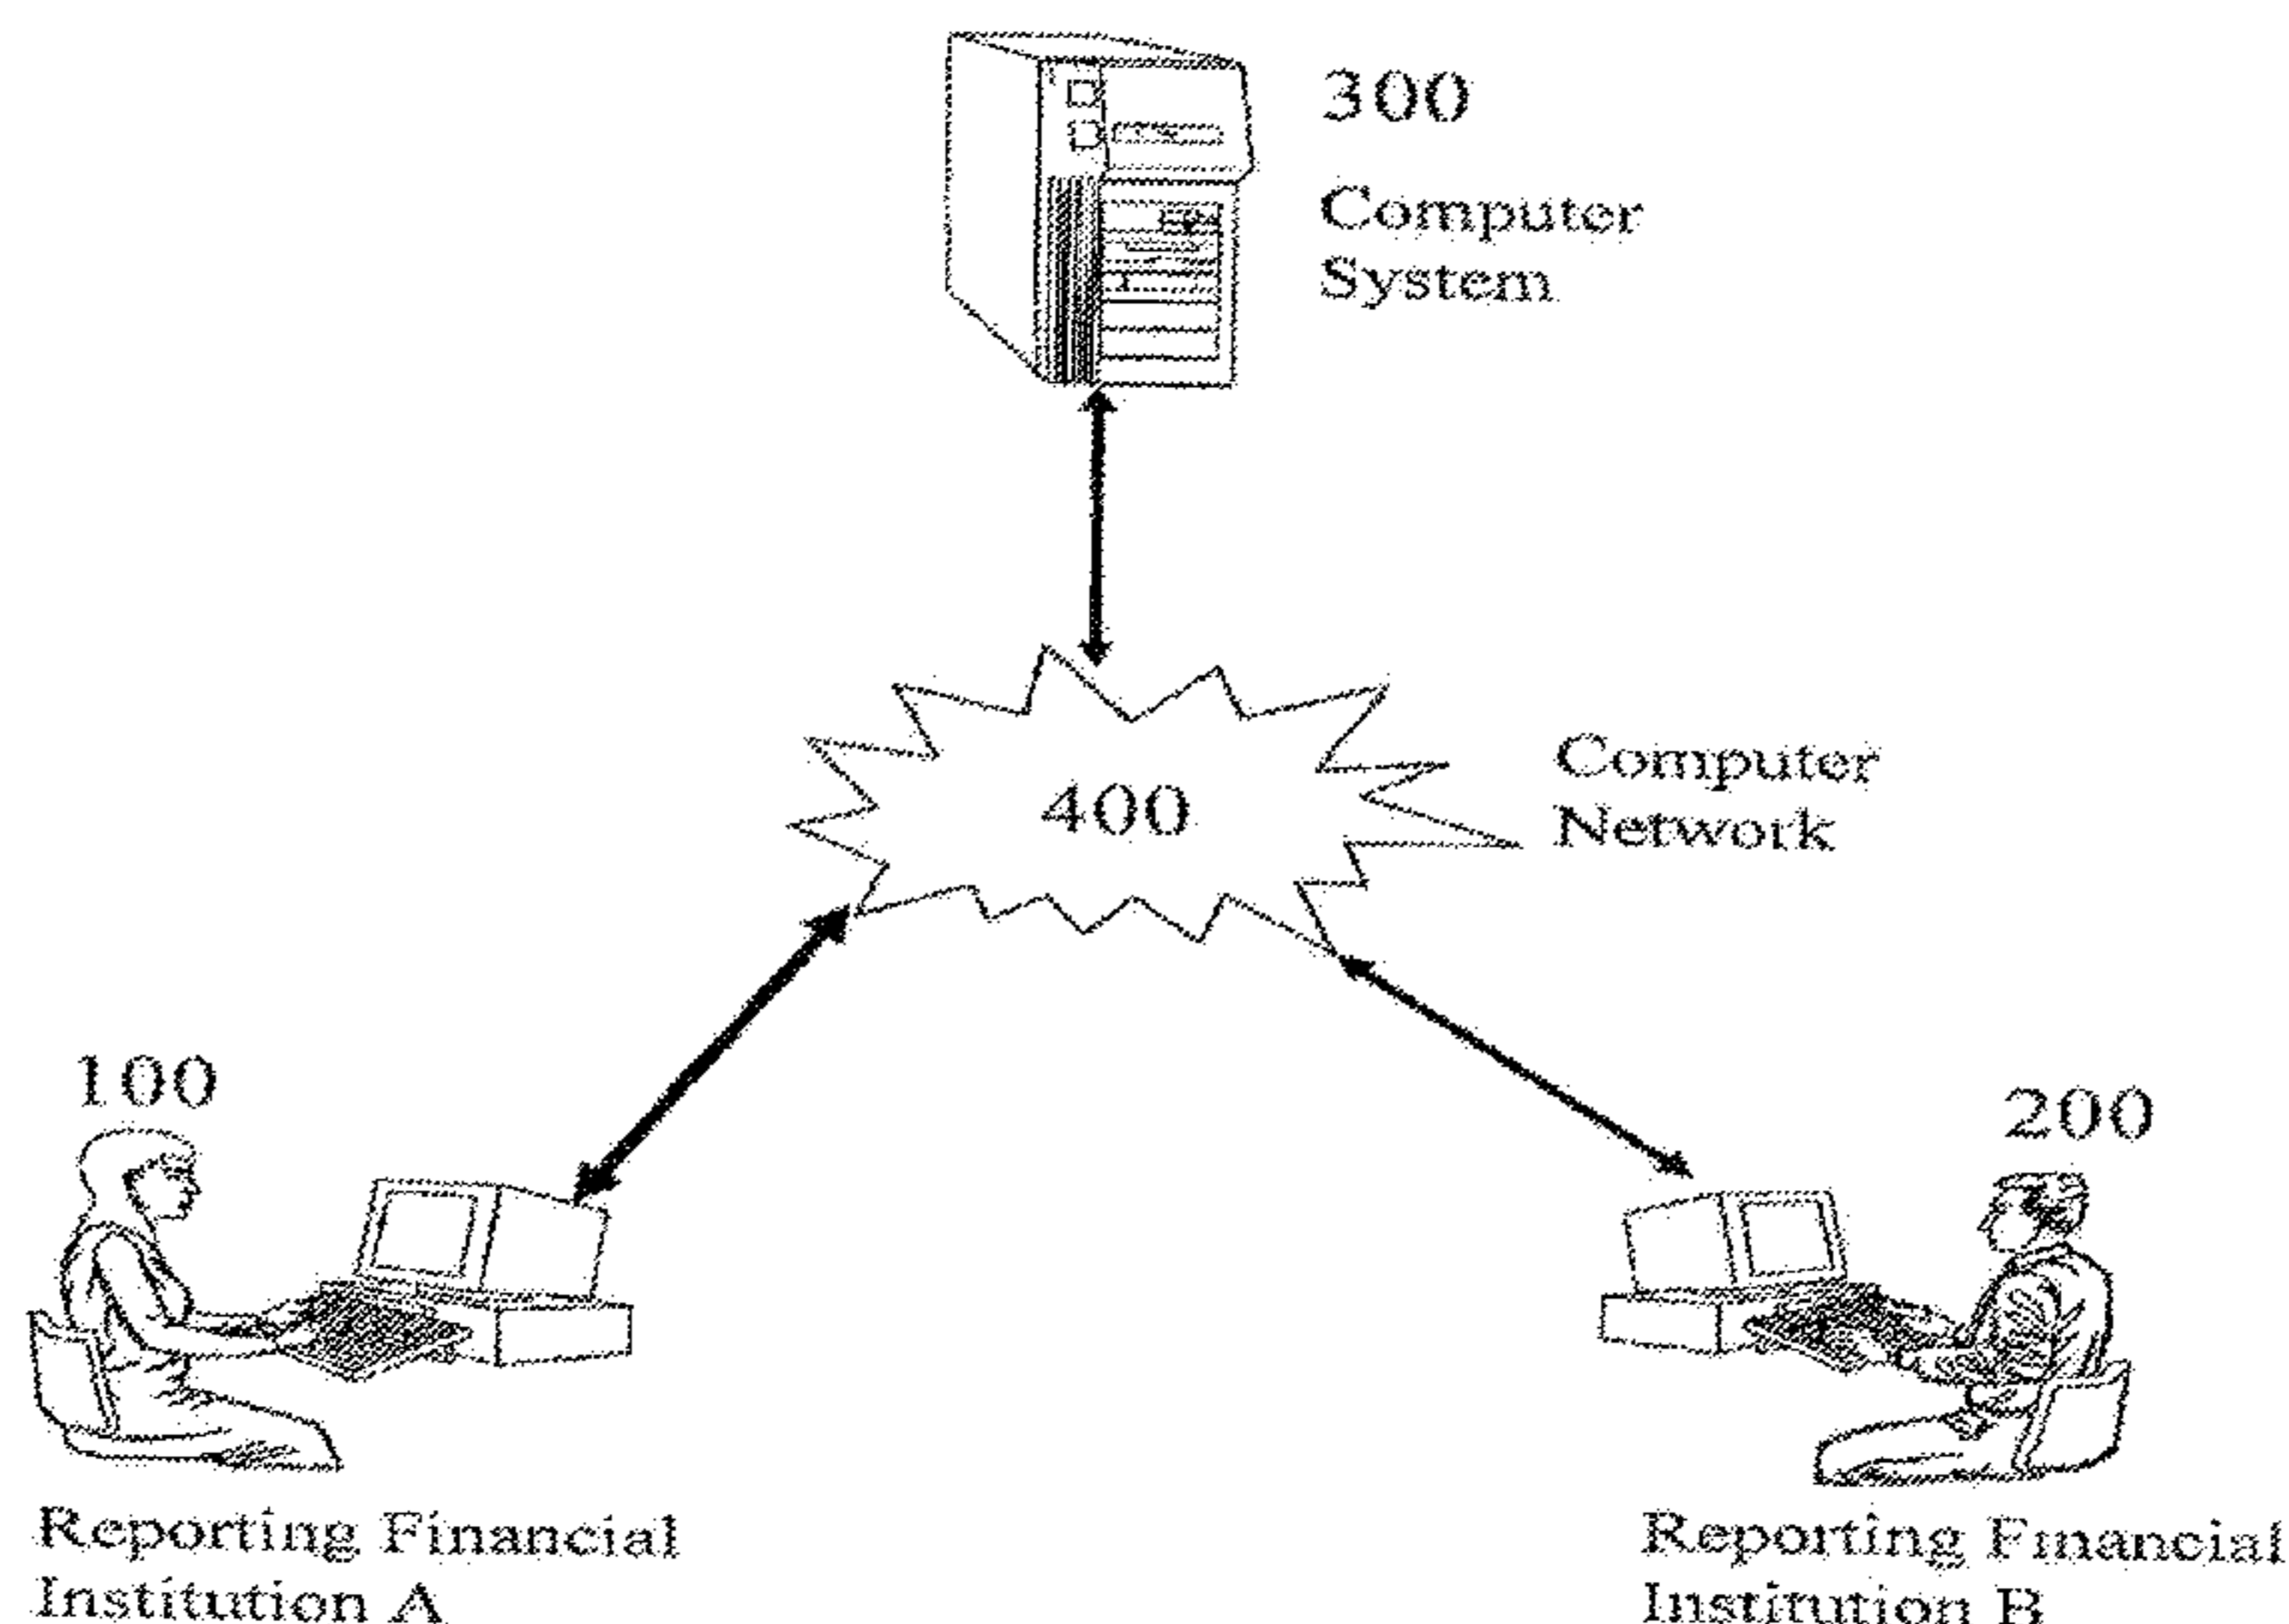 300
Computer
System
400
Computer
Network
100
200
Reporting Financial
Institution A
Reporting Financial
Institution B